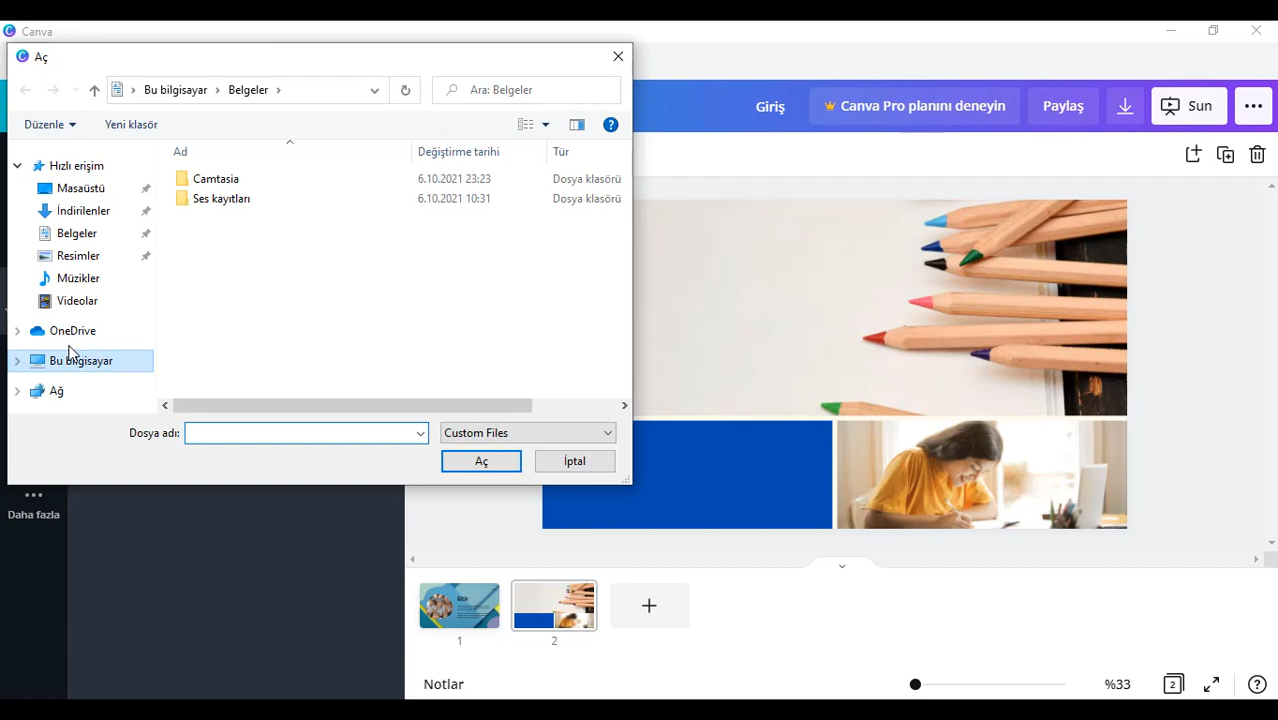 Canva
Aç
Bu bilgisayar
Belgeler
Ara: Belgeler
Giriş
Canva Pro planını deneyin
Paylaş
Sun
Düzenle
Yeni klasör
Ad
Değiştirme tarihi
Tür
Hızlı erişim
Masaüstü
İndirilenler
Belgeler
Resimler
Müzikler
Videolar
OneDrive
Bu bilgisayar
Ağ
Camtasia
6.10.2021 23:23
Dosya klasörü
Ses kayıtları
6.10.2021 10:31
Dosya klasörü
Dosya adı:
Custom Files
Aç
İptal
Daha fazla
1
2
Notlar
%33
2